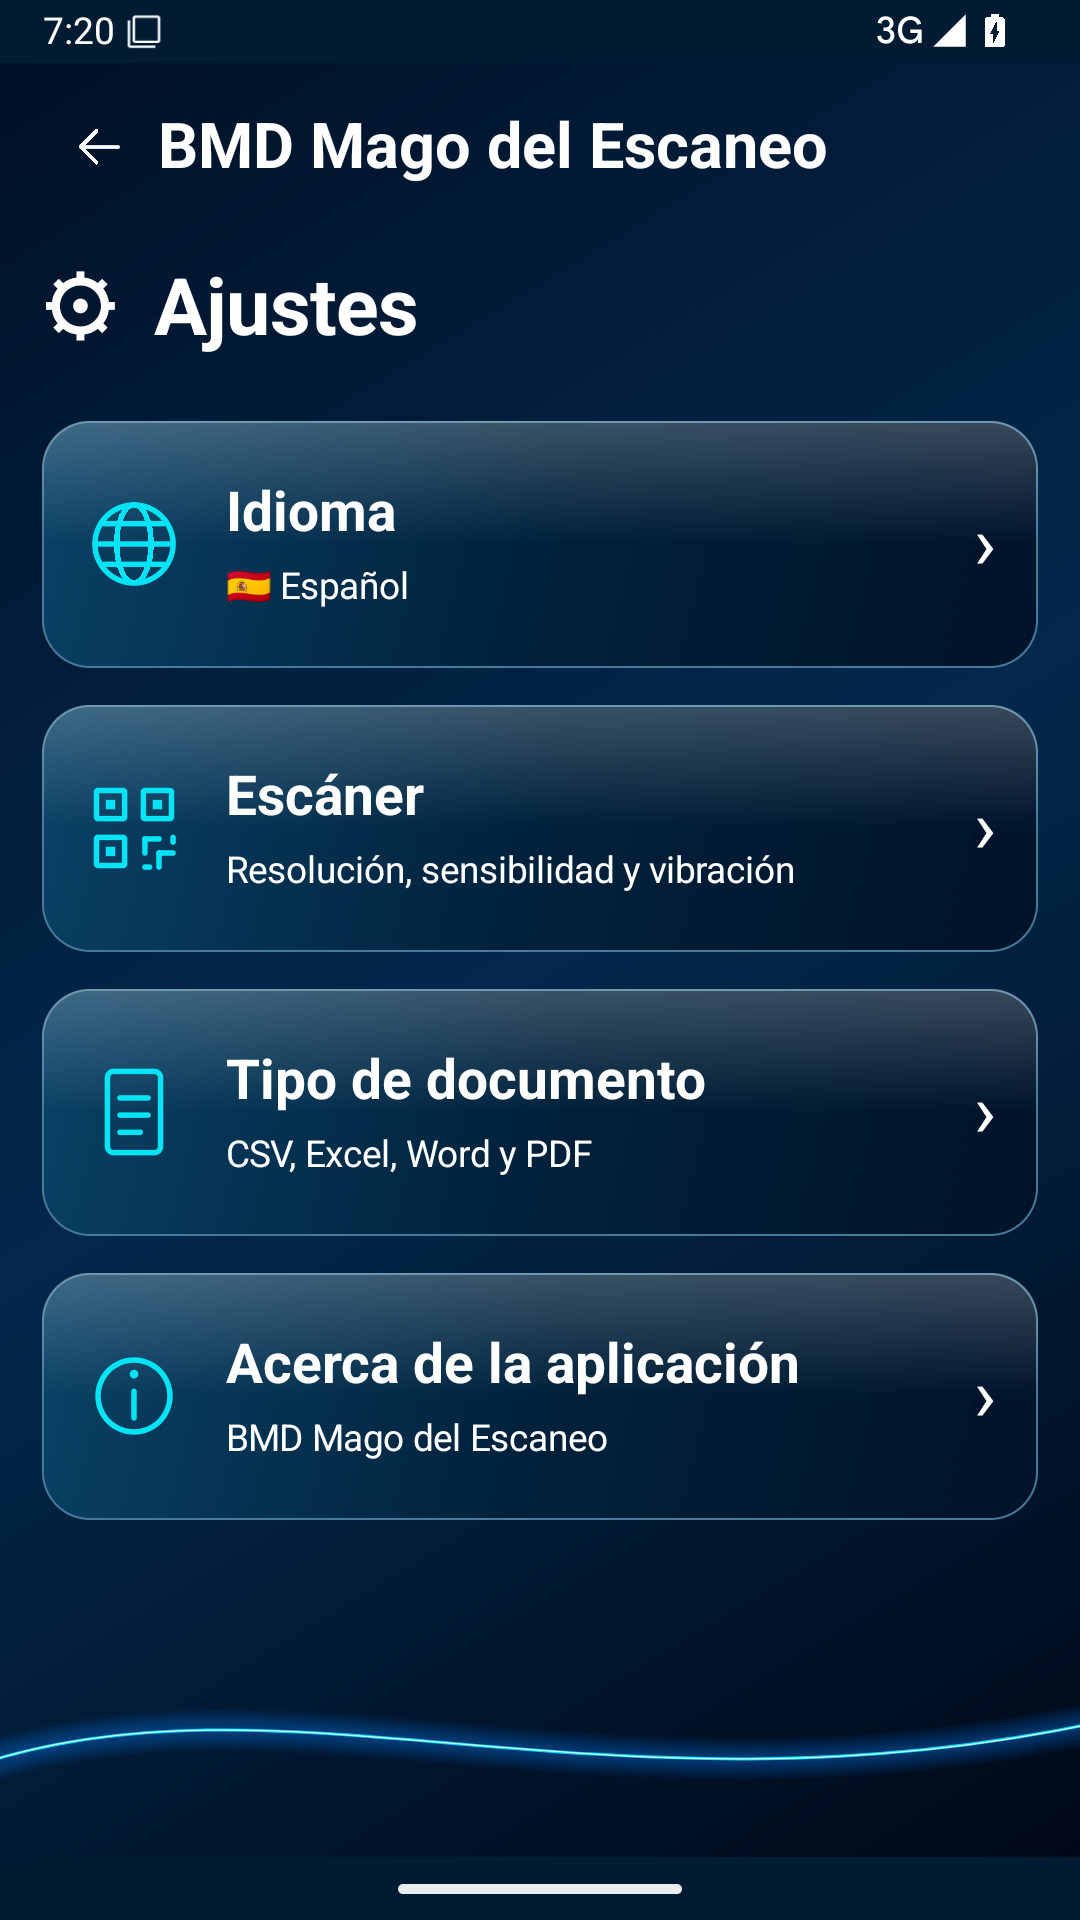 7:20
3G
BMD Mago del Escaneo
Ajustes
Idioma
🇪🇸 Español
Escáner
Resolución, sensibilidad y vibración
Tipo de documento
CSV, Excel, Word y PDF
Acerca de la aplicación
BMD Mago del Escaneo